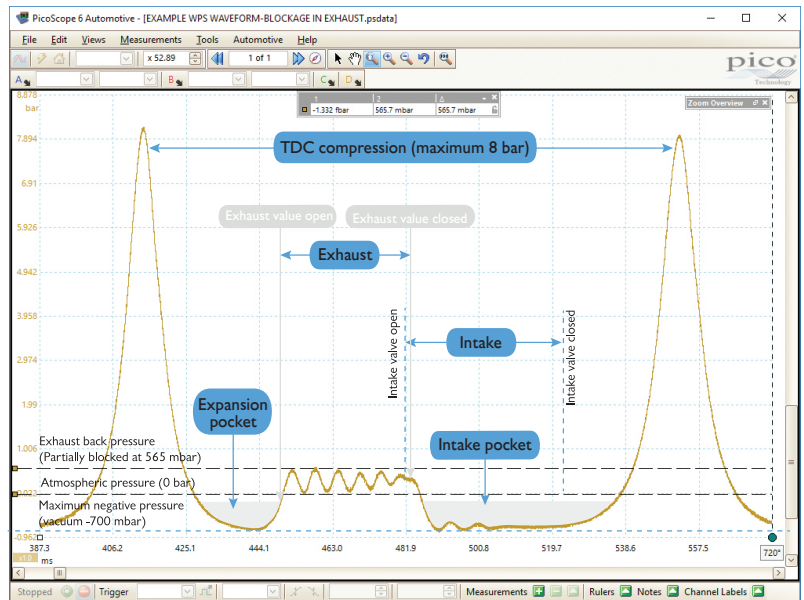 PicoScope 6 Automotive - [EXAMPLE WPS WAVEFORM-BLOCKAGE IN EXHAUST.psdata]
File Edit Views Measurements Tools Automotive Help
x 52.89 1 of 1
pico
Technology
A B C D
8.878
bar
1 2 Δ
-1.332 fbar 565.7 mbar 565.7 mbar
Zoom Overview
7.894
TDC compression (maximum 8 bar)
6.91
Exhaust value open Exhaust value closed
5.926
Exhaust
4.942
3.958
Intake valve open
Intake
Intake valve closed
2.974
1.99
Expansion
pocket
Intake pocket
1.006
Exhaust back pressure
(Partially blocked at 565 mbar)
Atmospheric pressure (0 bar)
0.023
Maximum negative pressure
(vacuum -700 mbar)
-0.962
387.3 406.2 425.1 444.1 463.0 481.9 500.8 519.7 538.6 557.5 720°
x1.0 ms
Stopped Trigger Measurements Rulers Notes Channel Labels